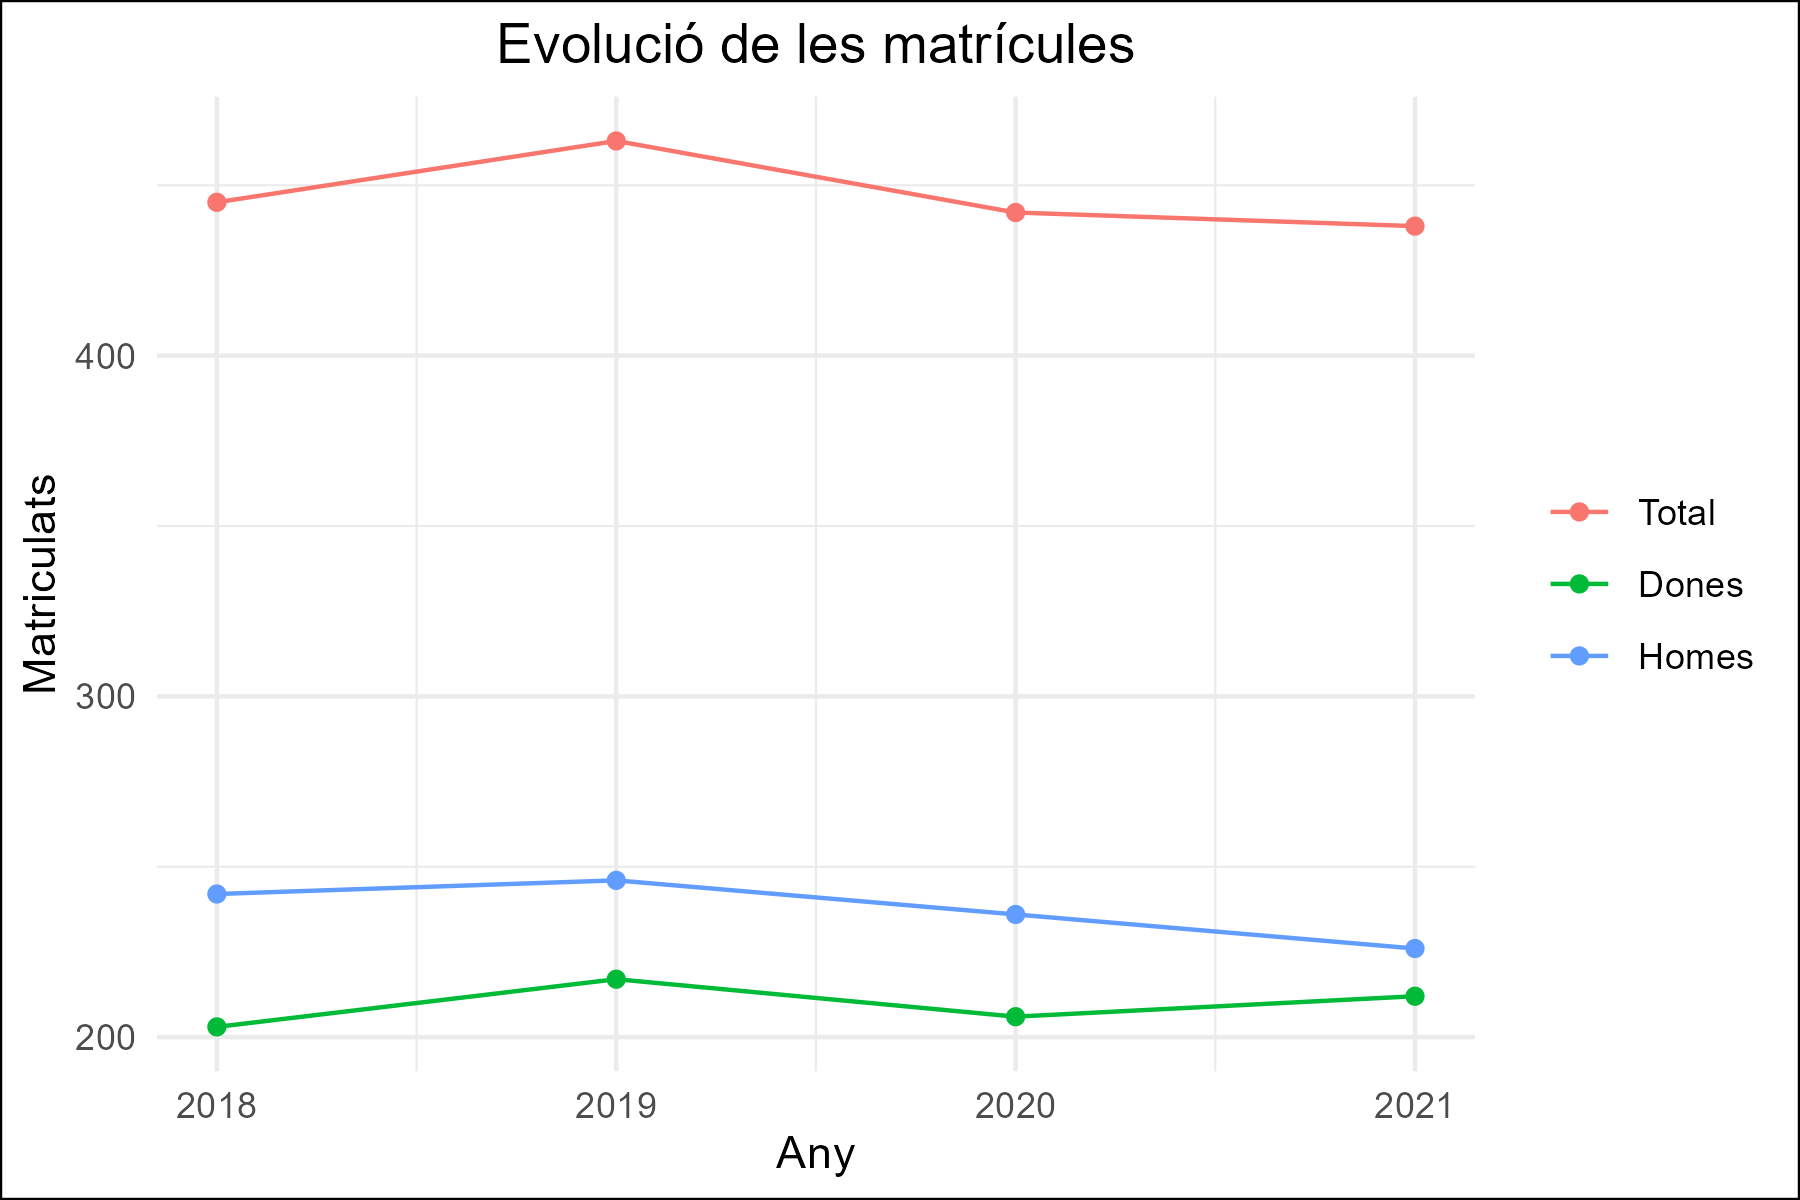 Evolució de les matrícules
Matriculats
400
300
200
2018
2019
2020
2021
Any
Total
Dones
Homes